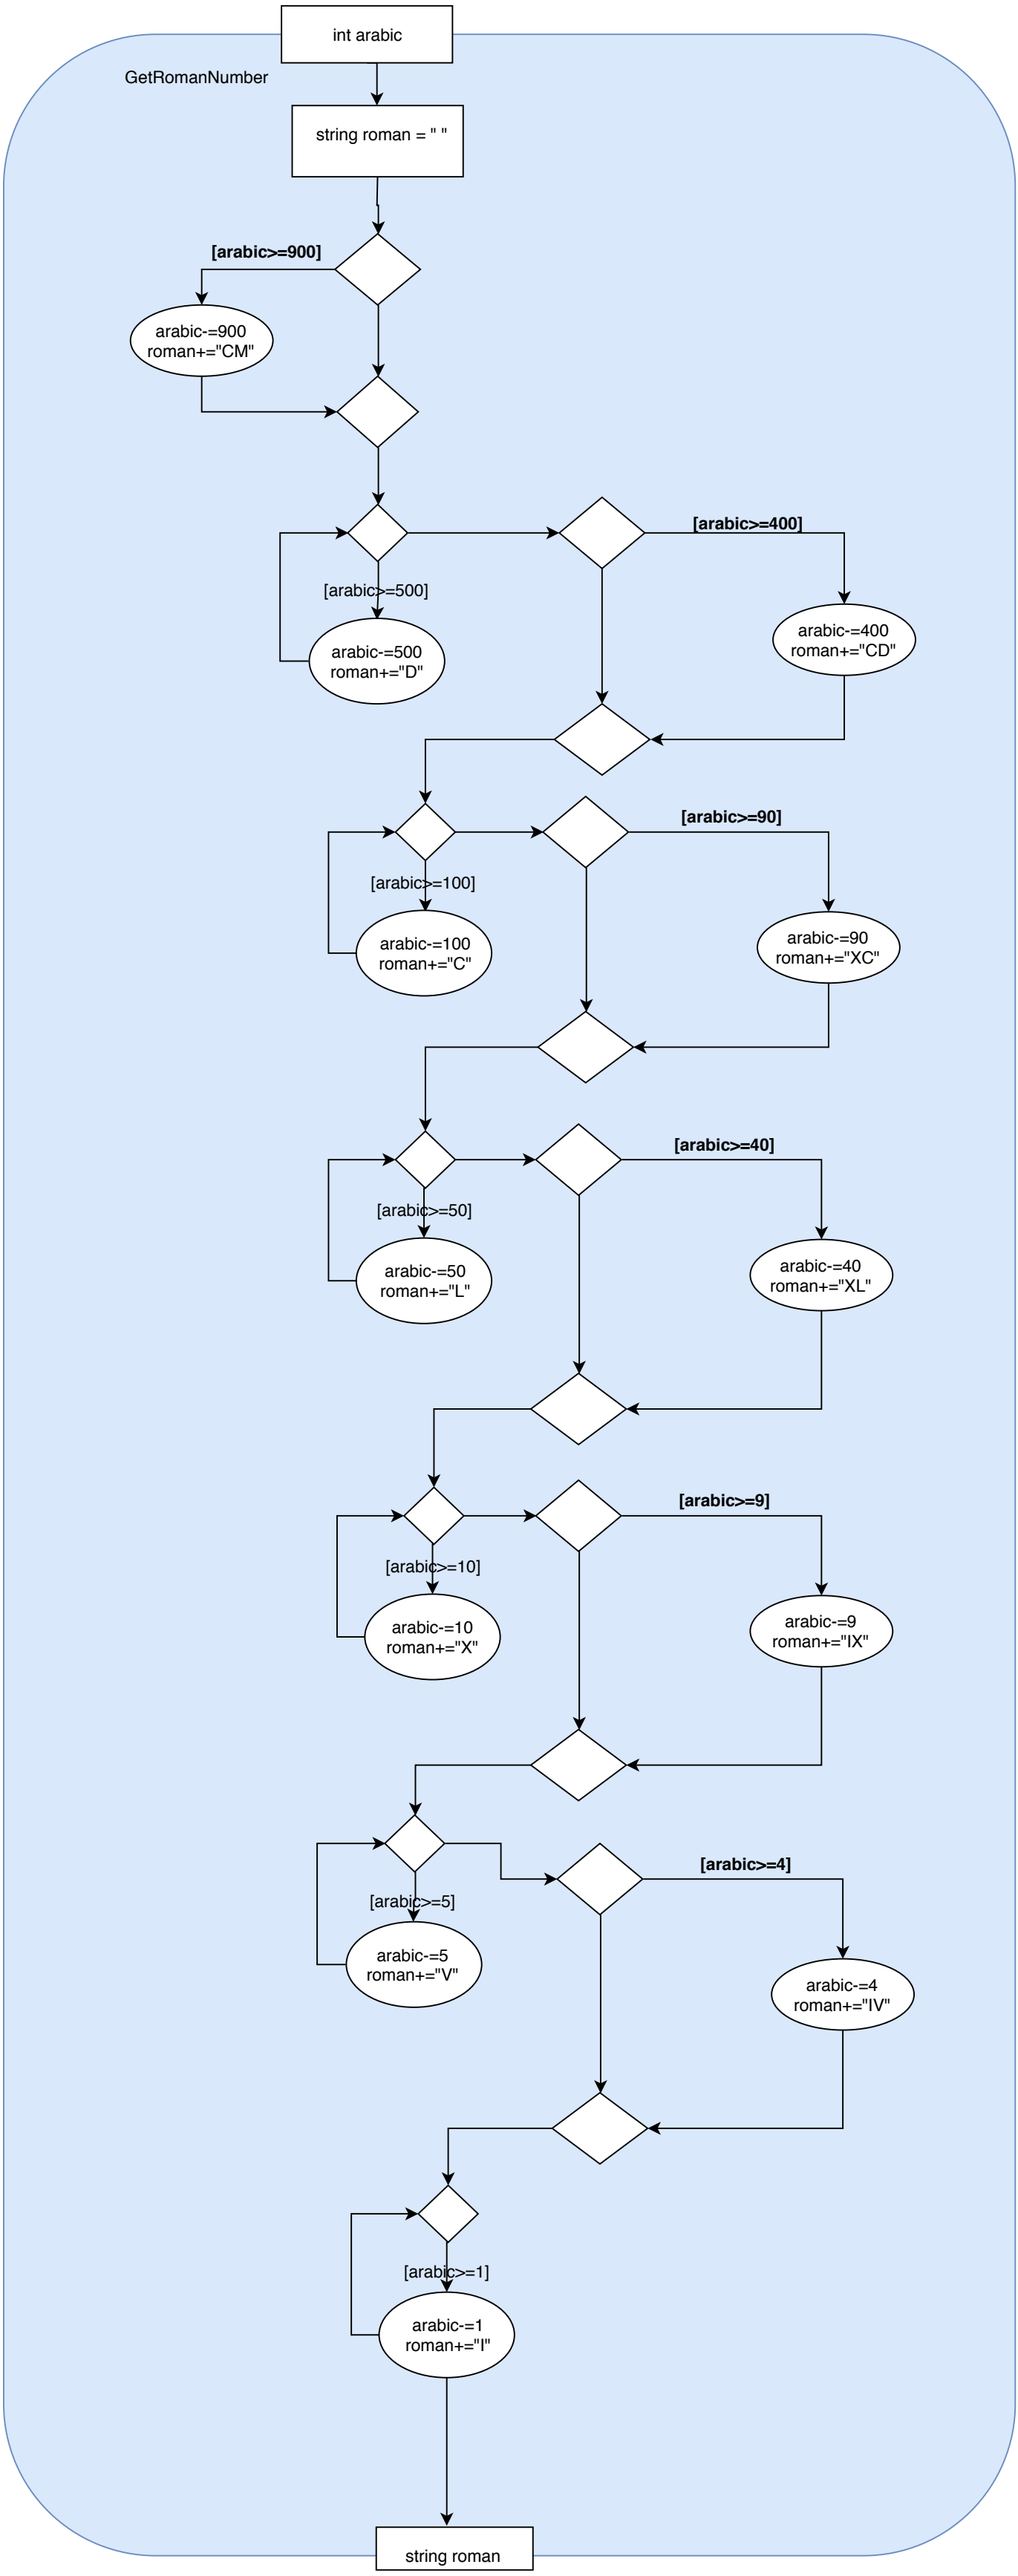 int arabic
GetRomanNumber
string roman = " "
[arabic>=900]
arabic-=900
roman+="CM"
[arabic>=400]
[arabic>=500]
arabic-=400
roman+="CD"
arabic-=500
roman+="D"
[arabic>=90]
[arabic>=100]
arabic-=90
roman+="XC"
arabic-=100
roman+="C"
[arabic>=40]
[arabic>=50]
arabic-=40
roman+="XL"
arabic-=50
roman+="L"
[arabic>=9]
[arabic>=10]
arabic-=9
roman+="IX"
arabic-=10
roman+="X"
[arabic>=4]
[arabic>=5]
arabic-=5
roman+="V"
arabic-=4
roman+="IV"
[arabic>=1]
arabic-=1
roman+="I"
string roman